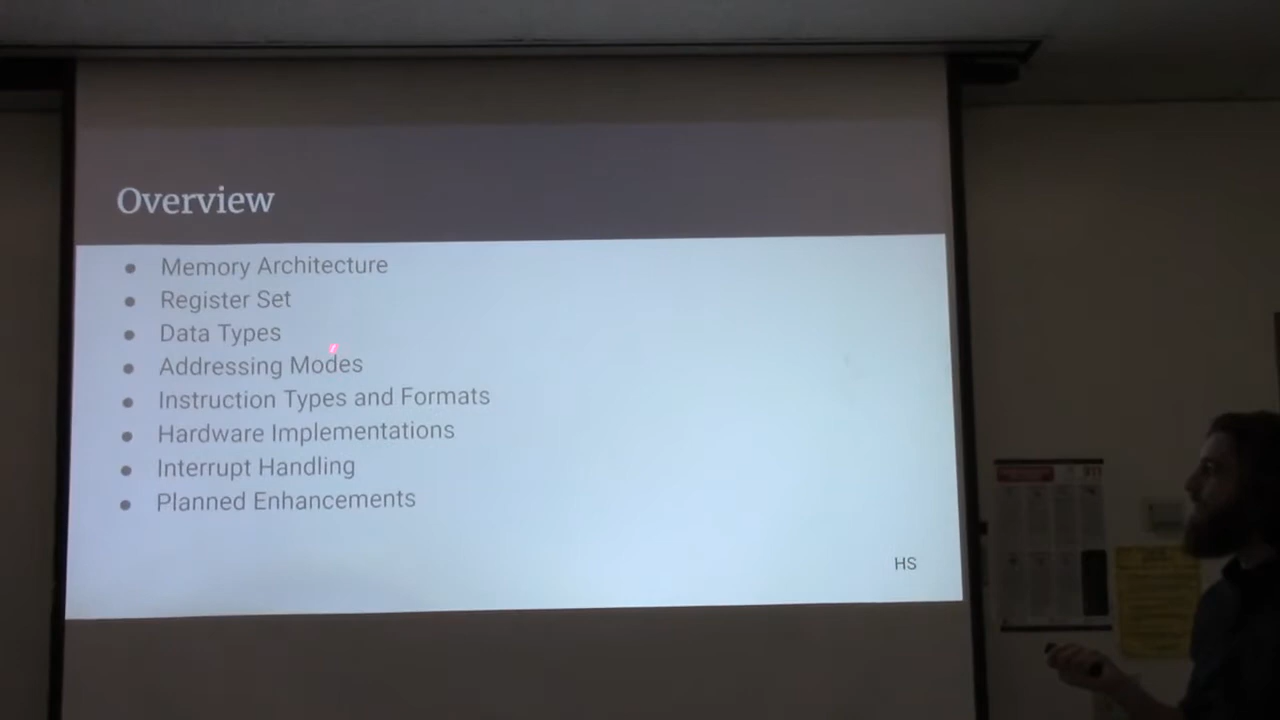 Overview
● Memory Architecture
● Register Set
● Data Types
● Addressing Modes
● Instruction Types and Formats
● Hardware Implementations
● Interrupt Handling
● Planned Enhancements
HS